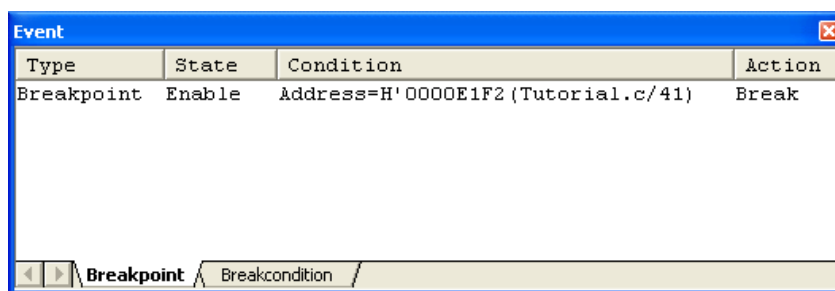 Event
Type State Condition Action
Breakpoint Enable Address=H'0000E1F2(Tutorial.c/41) Break
Breakpoint Breakcondition